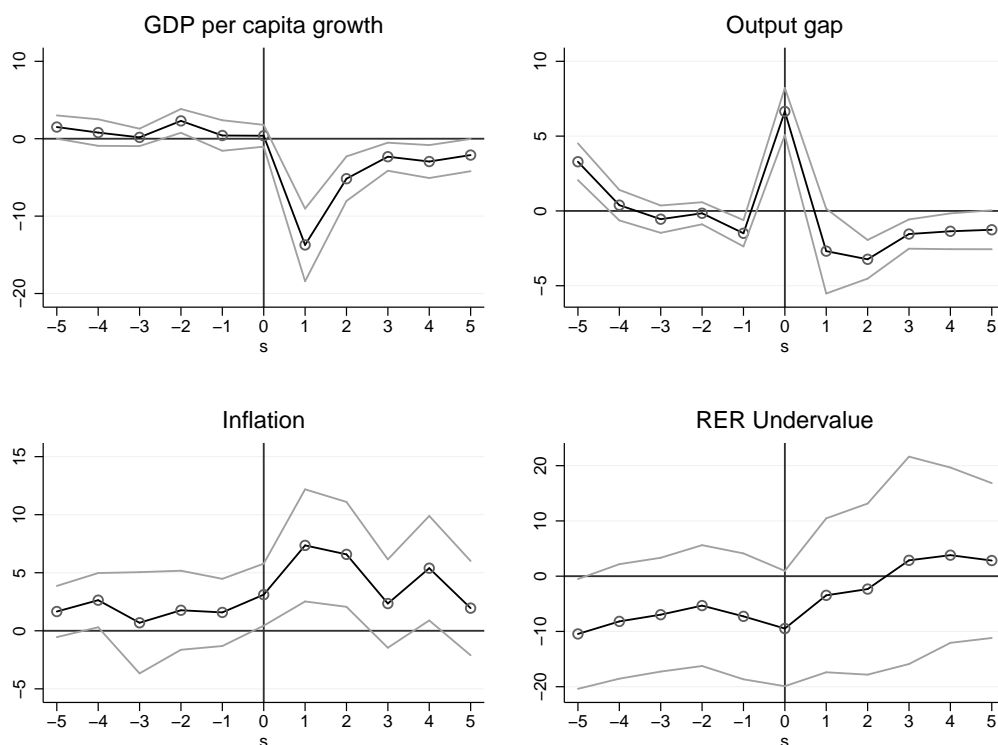 GDP per capita growth
10
0
−10
−20
−5 −4 −3 −2 −1 0 1 2 3 4 5
s
Output gap
10
5
0
−5
−5 −4 −3 −2 −1 0 1 2 3 4 5
s
Inflation
15
10
5
0
−5
−5 −4 −3 −2 −1 0 1 2 3 4 5
s
RER Undervalue
20
10
0
−10
−20
−5 −4 −3 −2 −1 0 1 2 3 4 5
s